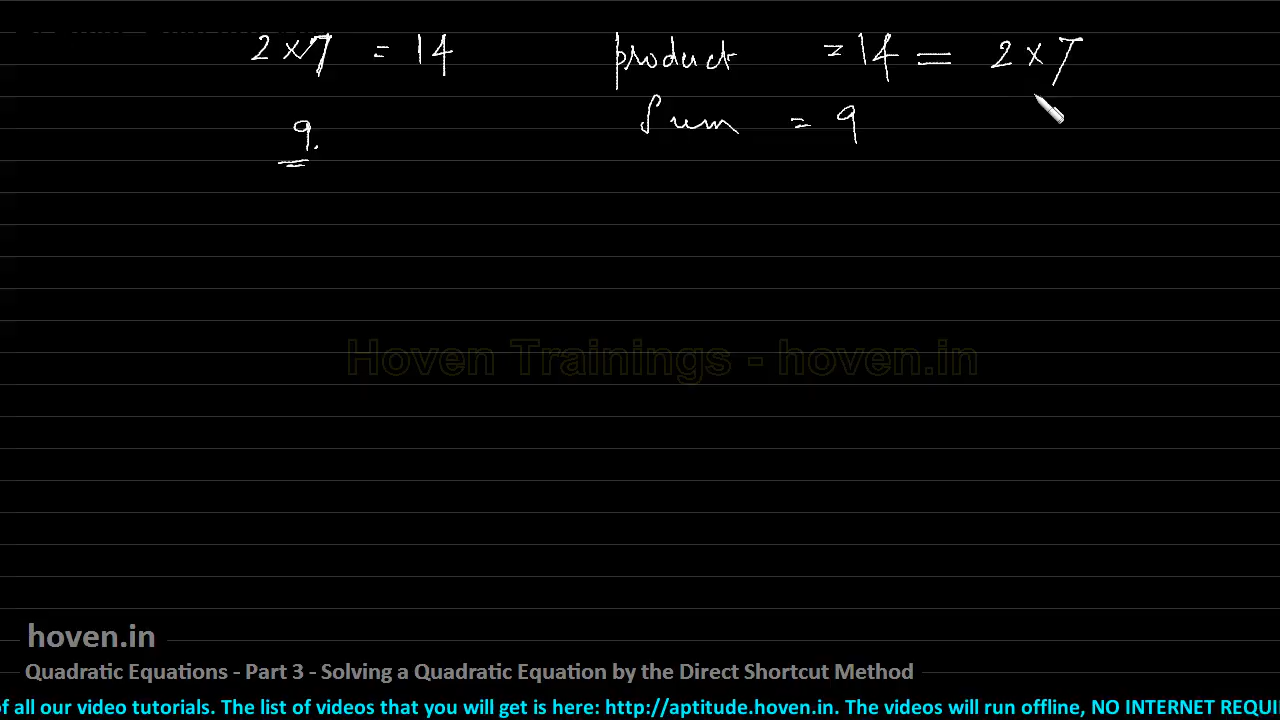 2 × 7 = 14 product = 14 = 2 × 7
9. Sum = 9
Hoven Trainings - hoven.in
hoven.in
Quadratic Equations - Part 3 - Solving a Quadratic Equation by the Direct Shortcut Method
of all our video tutorials. The list of videos that you will get is here: http://aptitude.hoven.in. The videos will run offline, NO INTERNET REQUI